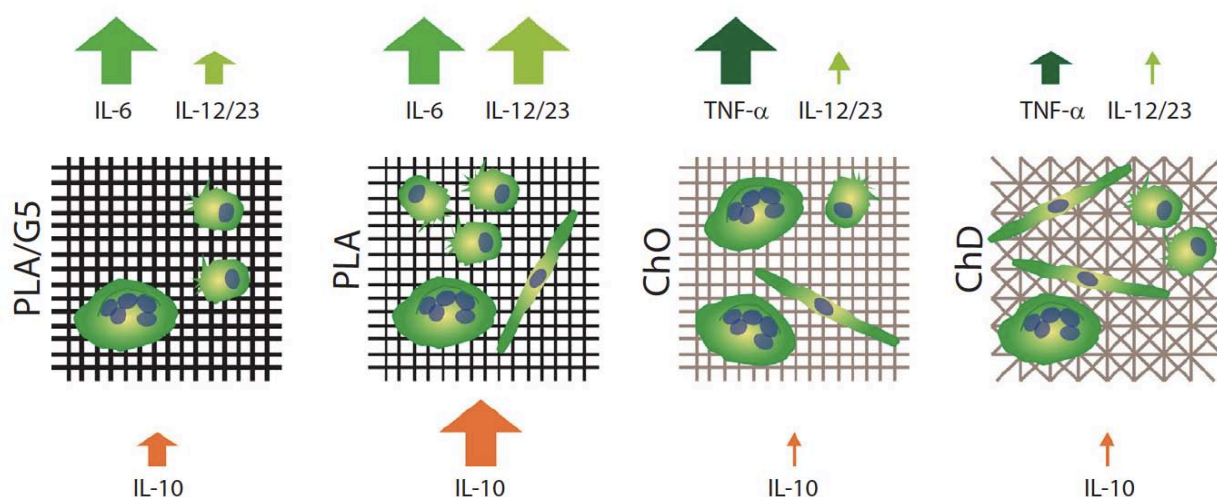 IL-6 IL-12/23
IL-6 IL-12/23
TNF-α IL-12/23
TNF-α IL-12/23
PLA/G5
PLA
ChO
ChD
IL-10
IL-10
IL-10
IL-10